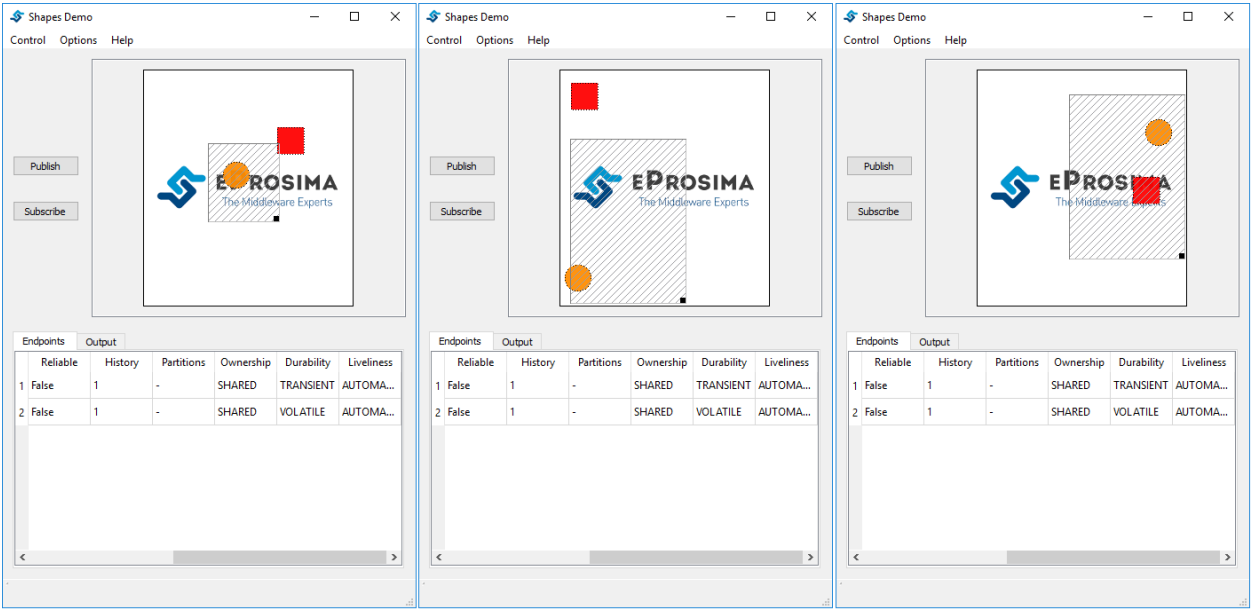 Shapes Demo
Control Options Help
Publish
Subscribe
EPROSIMA
The Middleware Experts
Endpoints Output
Reliable History Partitions Ownership Durability Liveliness
1 False 1 - SHARED TRANSIENT AUTOMA...
2 False 1 - SHARED VOLATILE AUTOMA...
Shapes Demo
Control Options Help
Publish
Subscribe
EPROSIMA
The Middleware Experts
Endpoints Output
Reliable History Partitions Ownership Durability Liveliness
1 False 1 - SHARED TRANSIENT AUTOMA...
2 False 1 - SHARED VOLATILE AUTOMA...
Shapes Demo
Control Options Help
Publish
Subscribe
EPROSIMA
The Middleware Experts
Endpoints Output
Reliable History Partitions Ownership Durability Liveliness
1 False 1 - SHARED TRANSIENT AUTOMA...
2 False 1 - SHARED VOLATILE AUTOMA...